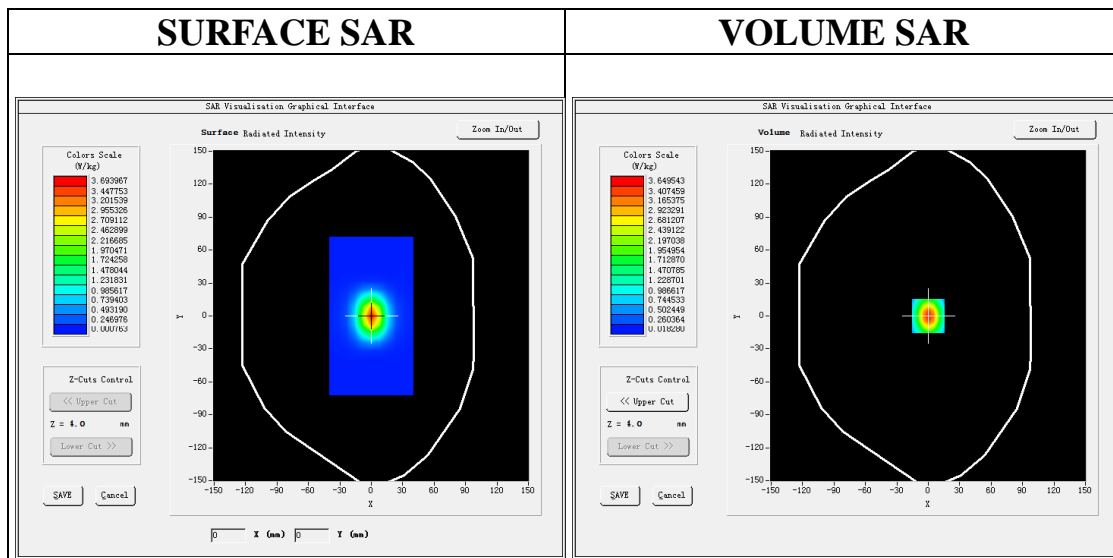 SURFACE SAR
VOLUME SAR
SAR Visualisation Graphical Interface
Surface Radiated Intensity
Zoom In/Out
Colors Scale
(W/kg)
3.693967
3.447753
3.201539
2.955326
2.709112
2.462899
2.216685
1.970471
1.724258
1.478044
1.231831
0.985617
0.739403
0.493190
0.246976
0.000763
150
120
90
60
30
0
-30
-60
-90
-120
-150
Y
-150 -120 -90 -60 -30 0 30 60 90 120 150
X
Z-Cuts Control
<< Upper Cut
Z = 4.0 mm
Lower Cut >>
SAVE Cancel
0 X (mm) 0 Y (mm)
SAR Visualisation Graphical Interface
Volume Radiated Intensity
Zoom In/Out
Colors Scale
(W/kg)
3.649543
3.407459
3.165375
2.923291
2.681207
2.439122
2.197038
1.954954
1.712870
1.470785
1.228701
0.986617
0.744533
0.502449
0.260364
0.018280
150
120
90
60
30
0
-30
-60
-90
-120
-150
Y
-150 -120 -90 -60 -30 0 30 60 90 120 150
X
Z-Cuts Control
<< Upper Cut
Z = 4.0 mm
Lower Cut >>
SAVE Cancel